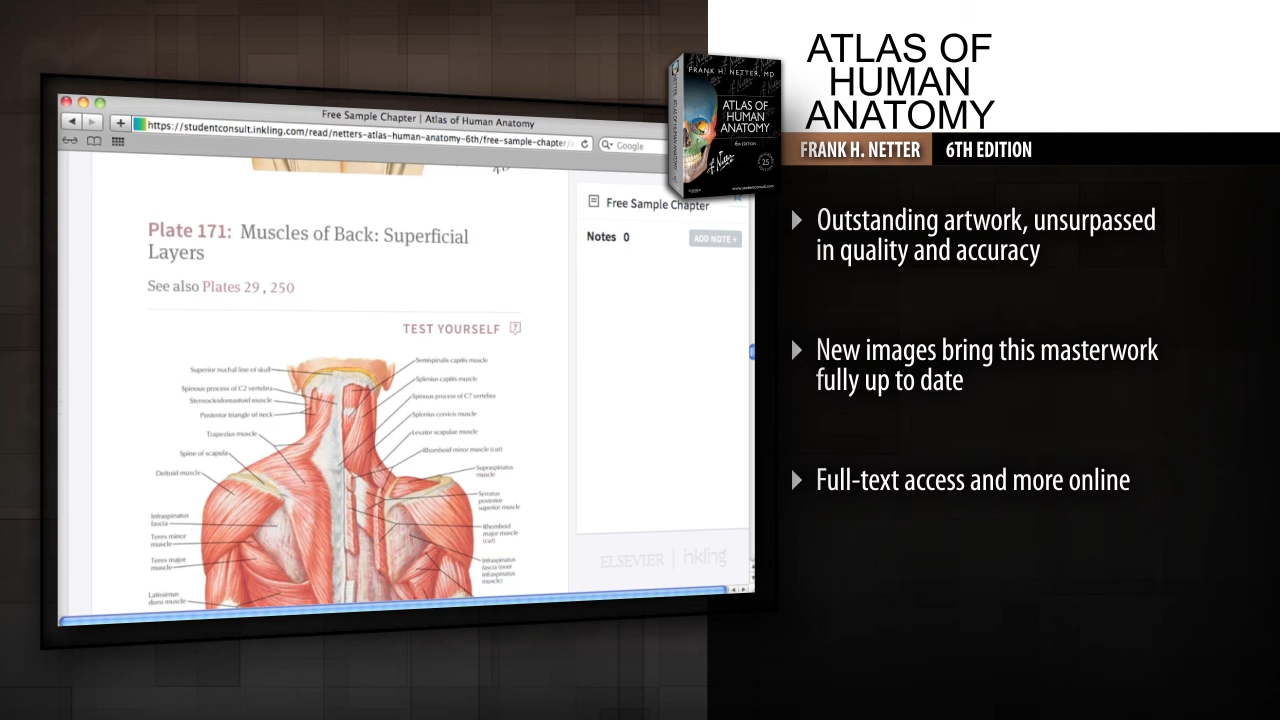 Free Sample Chapter | Atlas of Human Anatomy
https://studentconsult.inkling.com/read/netters-atlas-human-anatomy-6th/free-sample-chapter/
Google
Plate 171: Muscles of Back: Superficial
Layers
See also Plates 29 , 250
TEST YOURSELF
Superior nuchal line of skull
Spinous process of C2 vertebra
Sternocleidomastoid muscle
Posterior triangle of neck
Trapezius muscle
Spine of scapula
Deltoid muscle
Infraspinatus
fascia
Teres minor
muscle
Teres major
muscle
Latissimus
dorsi muscle
Semispinalis capitis muscle
Splenius capitis muscle
Spinous process of C7 vertebra
Splenius cervicis muscle
Levator scapulae muscle
Rhomboid minor muscle (cut)
Supraspinatus
muscle
Serratus
posterior
superior muscle
Rhomboid
major muscle
(cut)
Infraspinatus
fascia (over
infraspinatus
muscle)
Free Sample Chapter
Notes 0
ADD NOTE +
ELSEVIER | inkling
FRANK H. NETTER, MD
ATLAS OF
HUMAN
ANATOMY
6th EDITION
25
www.studentconsult.com
ATLAS OF
HUMAN
ANATOMY
FRANK H. NETTER 6TH EDITION
Outstanding artwork, unsurpassed
in quality and accuracy
New images bring this masterwork
fully up to date
Full-text access and more online